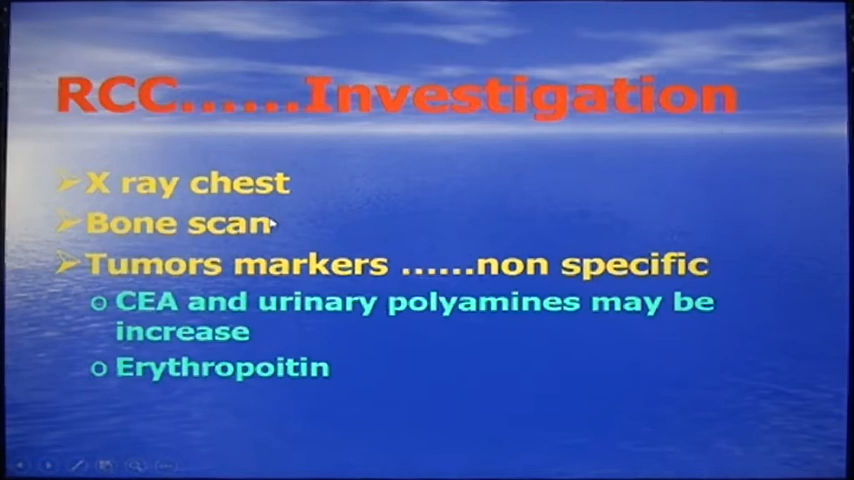 RCC......Investigation
X ray chest
Bone scan
Tumors markers ......non specific
CEA and urinary polyamines may be
increase
Erythropoitin